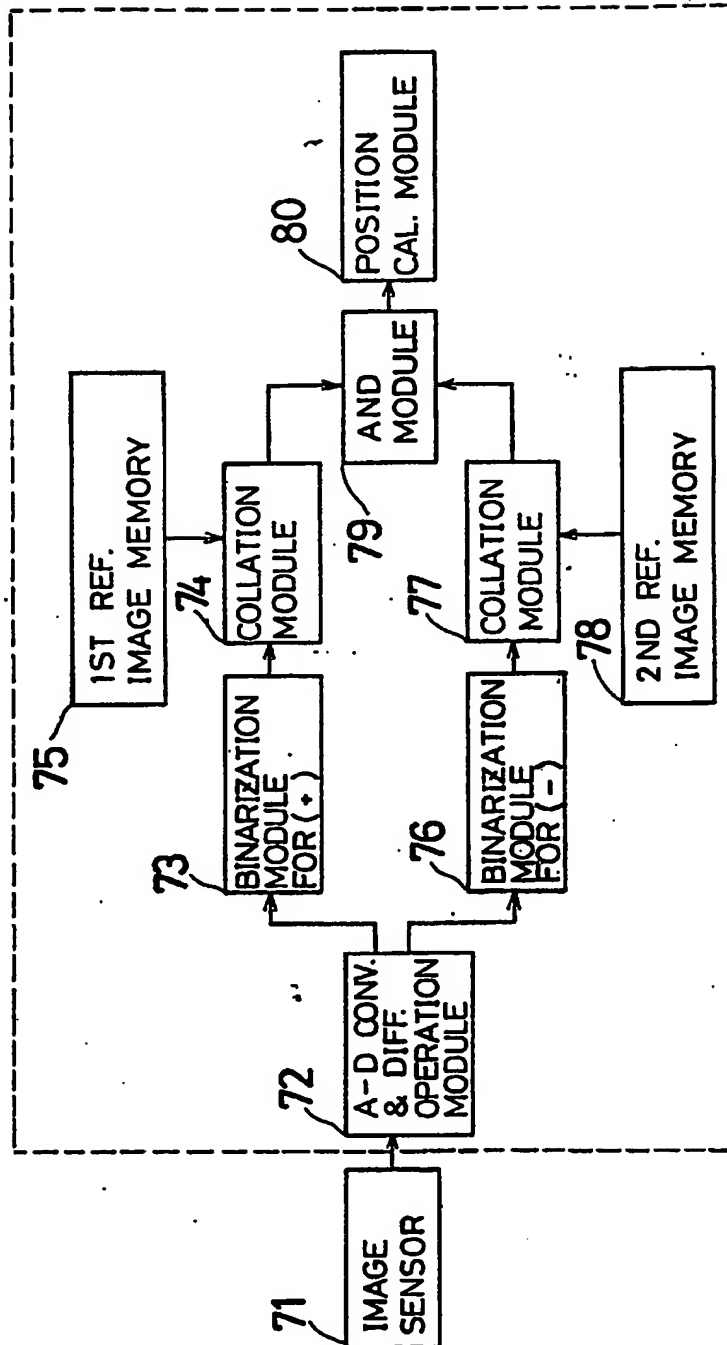 71
IMAGE
SENSOR
72
A-D CONV.
& DIFF.
OPERATION
MODULE
73
BINARIZATION
MODULE
FOR (+)
74
COLLATION
MODULE
75
1ST REF.
IMAGE MEMORY
76
BINARIZATION
MODULE
FOR (-)
77
COLLATION
MODULE
78
2ND REF.
IMAGE MEMORY
79
AND MODULE
80
POSITION
CAL. MODULE